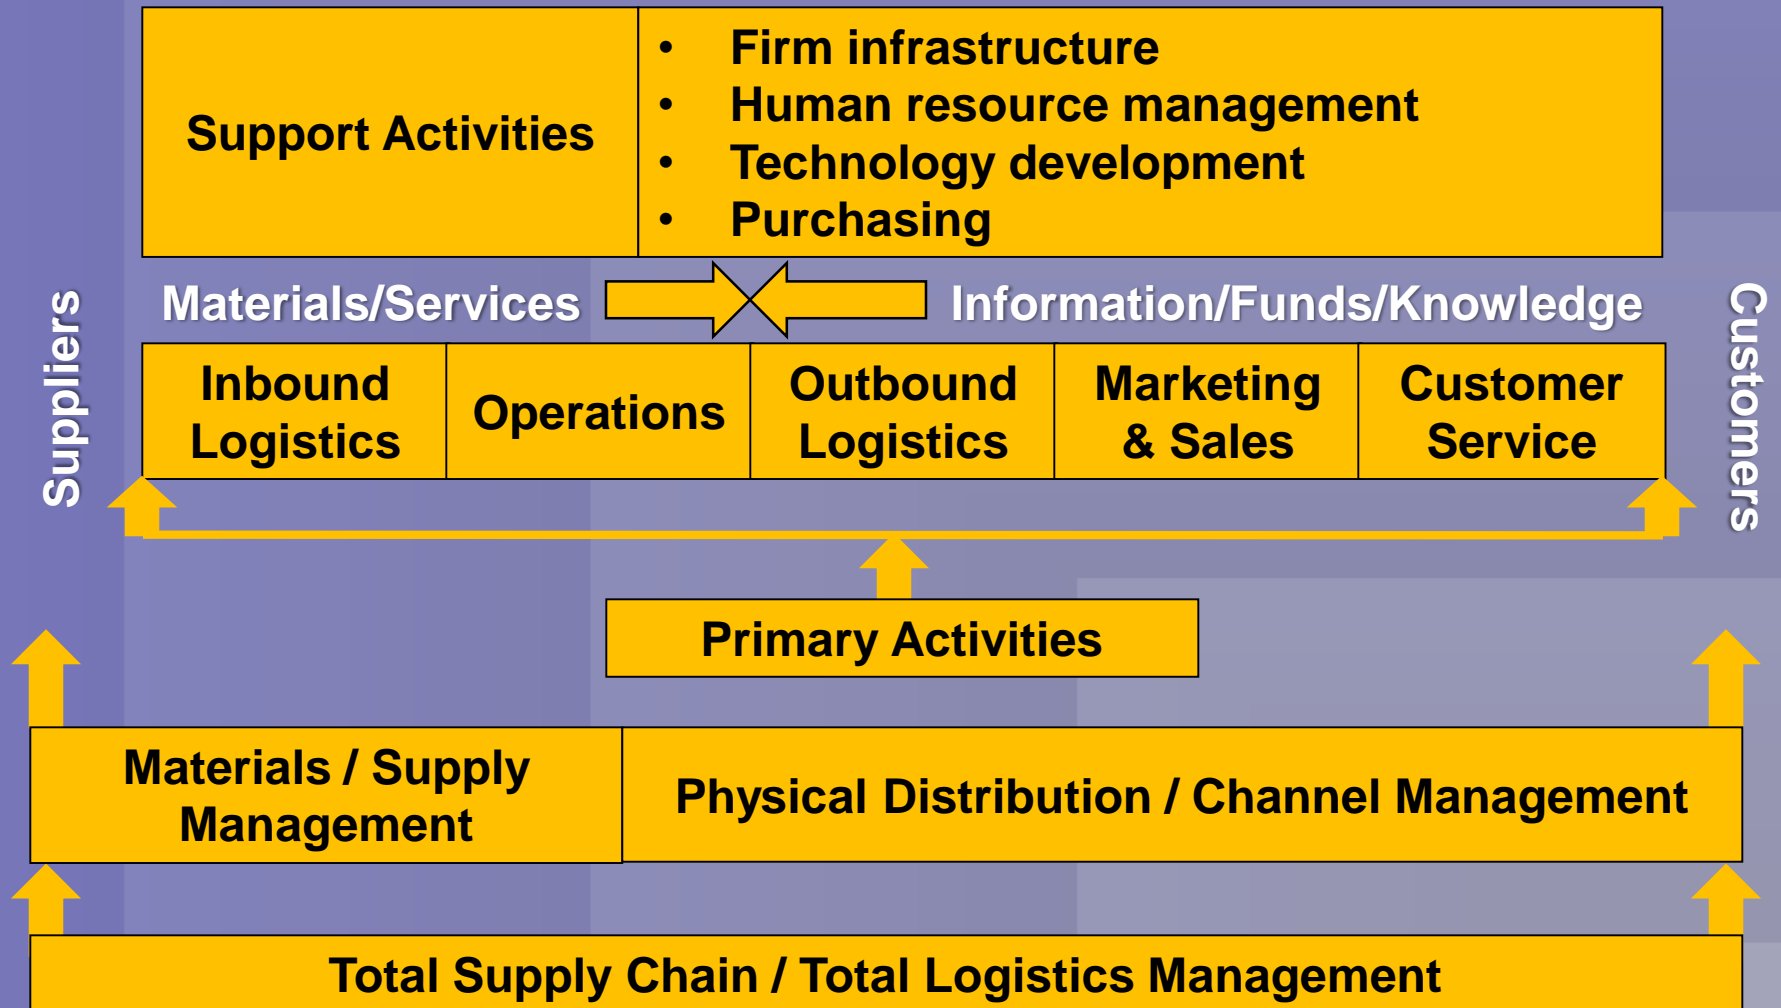 Support Activities
• Firm infrastructure
• Human resource management
• Technology development
• Purchasing
Suppliers
Materials/Services
Information/Funds/Knowledge
Customers
Inbound
Logistics
Operations
Outbound
Logistics
Marketing
& Sales
Customer
Service
Primary Activities
Materials / Supply
Management
Physical Distribution / Channel Management
Total Supply Chain / Total Logistics Management